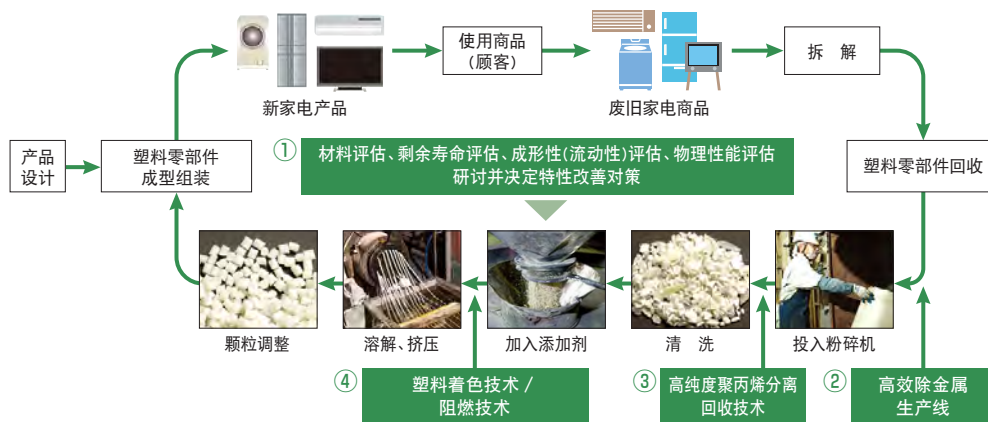 使用商品
(顾客)
拆 解
新家电产品
废旧家电商品
产品
设计
塑料零部件
成型组装
①
材料评估、剩余寿命评估、成形性(流动性)评估、物理性能评估
研讨并决定特性改善对策
塑料零部件回收
颗粒调整
溶解、挤压
加入添加剂
清 洗
投入粉碎机
④
塑料着色技术 /
阻燃技术
③
高纯度聚丙烯分离
回收技术
②
高效除金属
生产线